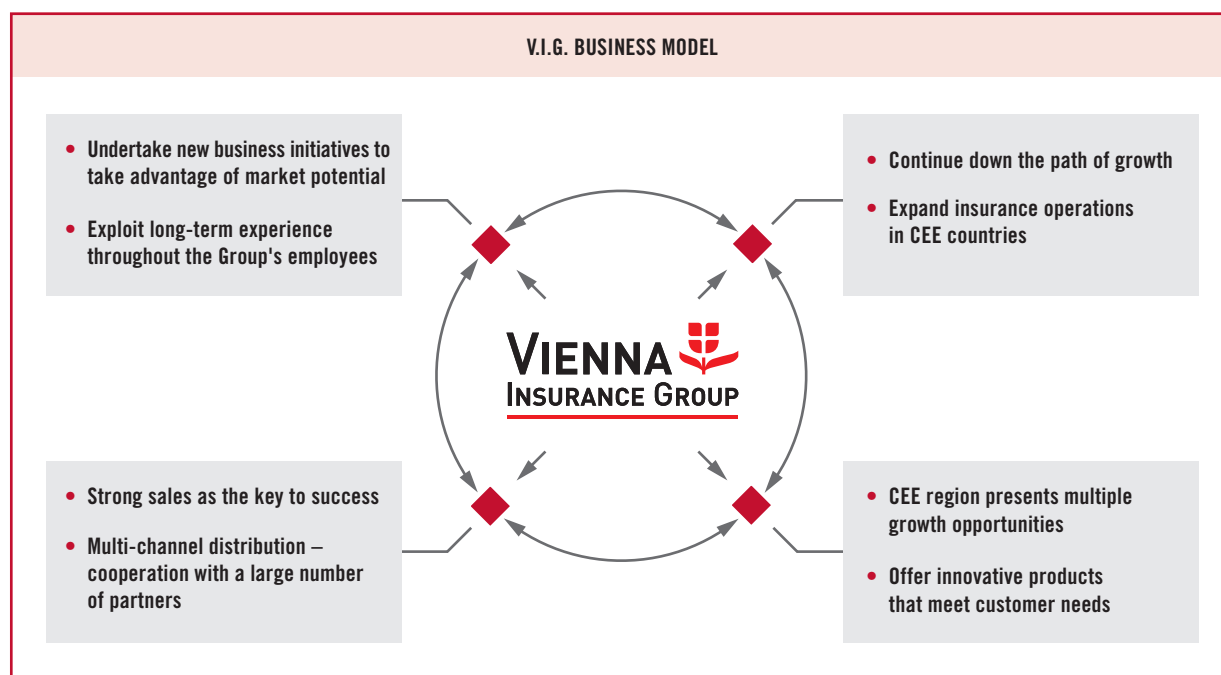 V.I.G. BUSINESS MODEL
• Undertake new business initiatives to
take advantage of market potential
• Exploit long-term experience
throughout the Group's employees
• Continue down the path of growth
• Expand insurance operations
in CEE countries
VIENNA
INSURANCE GROUP
• Strong sales as the key to success
• Multi-channel distribution –
cooperation with a large number
of partners
• CEE region presents multiple
growth opportunities
• Offer innovative products
that meet customer needs